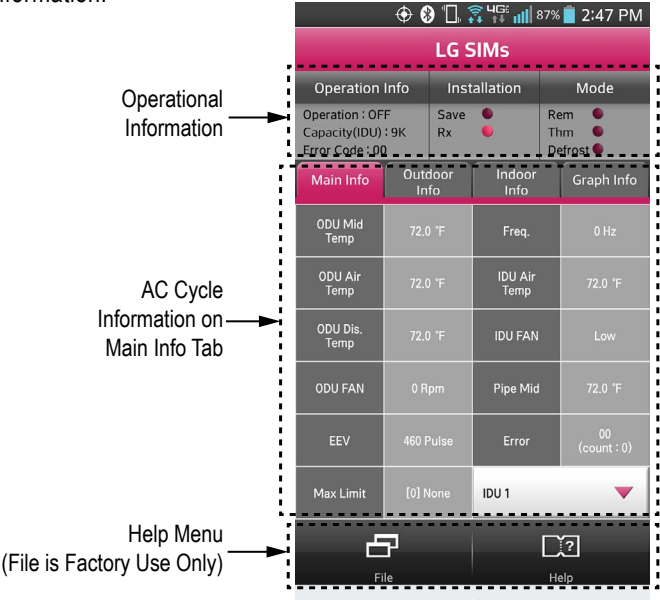 nformation.
4G
87% 2:47 PM
LG SIMs
Operation Info Installation Mode
Operation : OFF Save Rem
Capacity(IDU) : 9K Rx Thm
Error Code : 00 Defrost
Operational
Information
Main Info Outdoor Info Indoor Info Graph Info
ODU Mid Temp 72.0 °F Freq. 0 Hz
ODU Air Temp 72.0 °F IDU Air Temp 72.0 °F
ODU Dis. Temp 72.0 °F IDU FAN Low
ODU FAN 0 Rpm Pipe Mid 72.0 °F
EEV 460 Pulse Error 00 (count : 0)
Max Limit [0] None IDU 1
AC Cycle
Information on
Main Info Tab
Help Menu
(File is Factory Use Only)
File Help